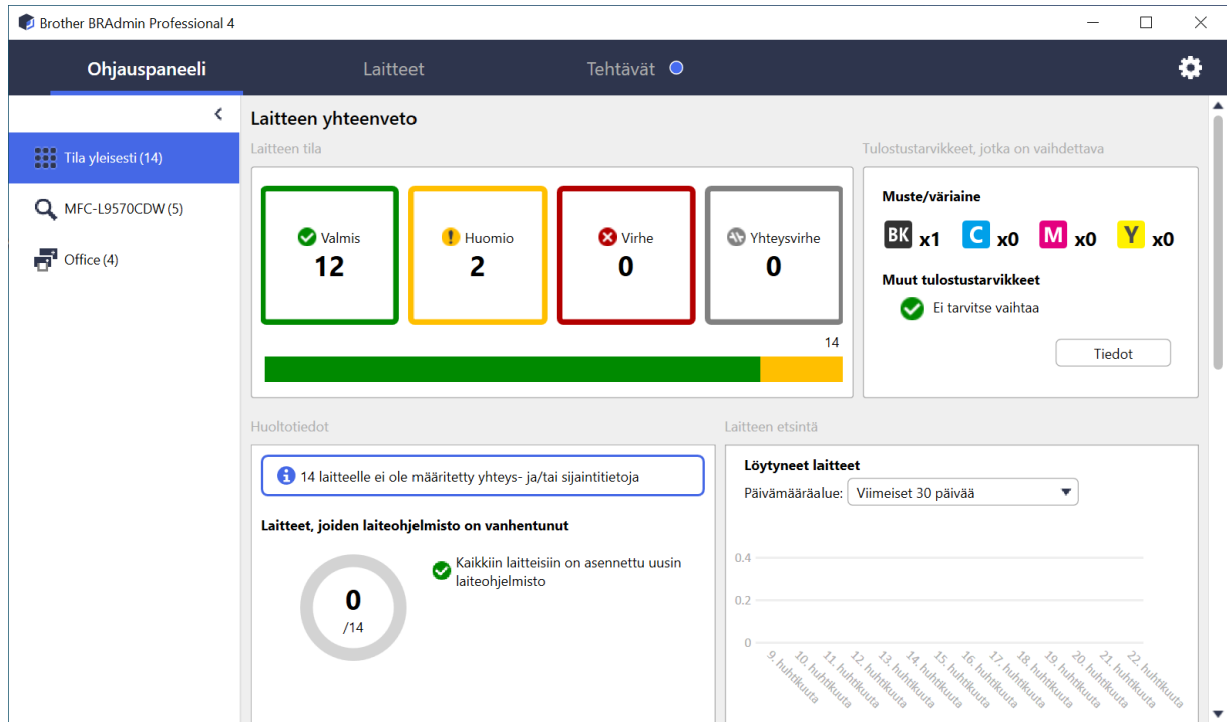 Brother BRAdmin Professional 4
Ohjauspaneeli
Laitteet
Tehtävät
Tila yleisesti (14)
MFC-L9570CDW (5)
Office (4)
Laitteen yhteenveto
Laitteen tila
Valmis
12
Huomio
2
Virhe
0
Yhteysvirhe
0
14
Tulostustarvikkeet, jotka on vaihdettava
Muste/väriaine
BK x1 C x0 M x0 Y x0
Muut tulostustarvikkeet
Ei tarvitse vaihtaa
Tiedot
Huoltotiedot
14 laitteelle ei ole määritetty yhteys- ja/tai sijaintitietoja
Laitteet, joiden laiteohjelmisto on vanhentunut
0
/14
Kaikkiin laitteisiin on asennettu uusin
laiteohjelmisto
Laitteen etsintä
Löytyneet laitteet
Päivämääräalue: Viimeiset 30 päivää
0.4
0.2
0
9. huhtikuuta
10. huhtikuuta
11. huhtikuuta
12. huhtikuuta
13. huhtikuuta
14. huhtikuuta
15. huhtikuuta
16. huhtikuuta
17. huhtikuuta
18. huhtikuuta
19. huhtikuuta
20. huhtikuuta
21. huhtikuuta
22. huhtikuuta